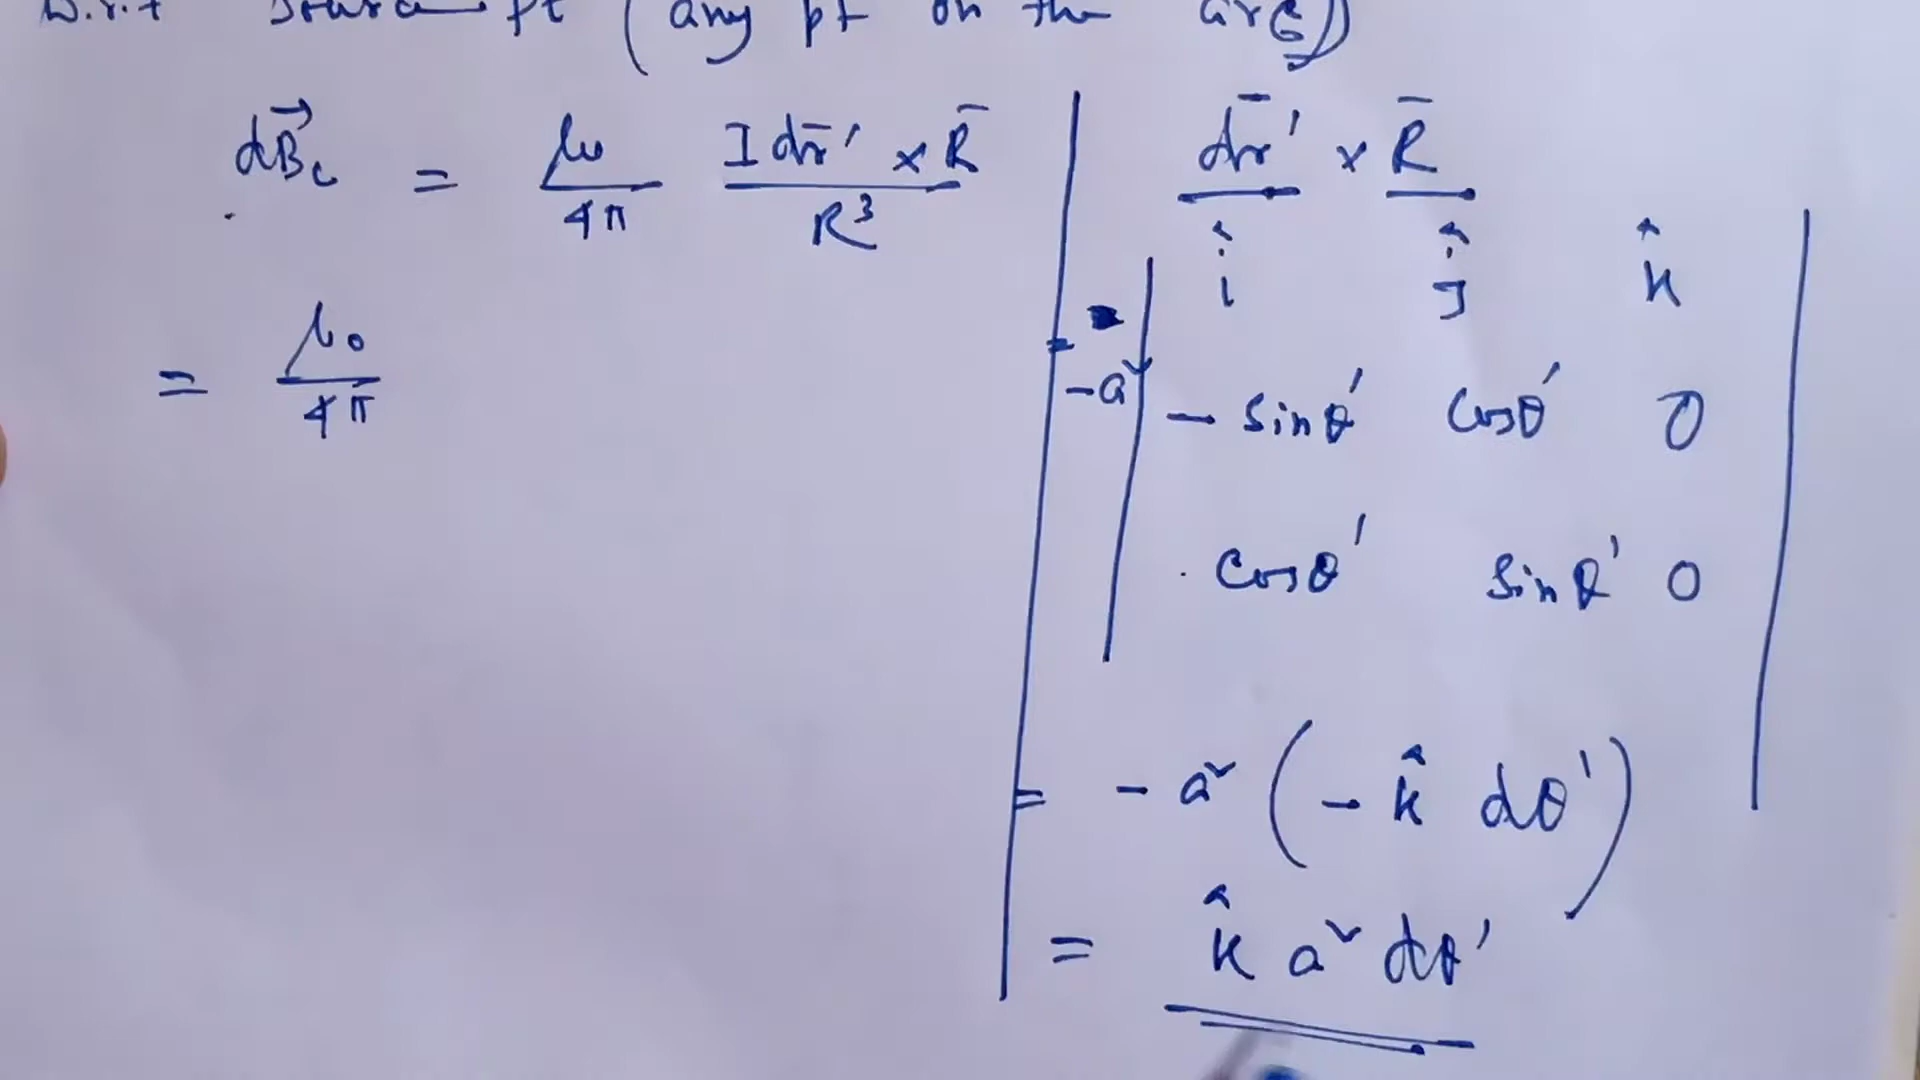 w.r.t source pt (any pt on the arc))
dB⃗c = μ0/4π I dr̄′ × R̄ / R³
= μ0/4π
dr̄′ × R̄
= -a² | î ĵ k̂
- sinθ′ cosθ′ 0
cosθ′ sinθ′ 0 |
= - a² ( - k̂ dθ′ )
= k̂ a² dθ′